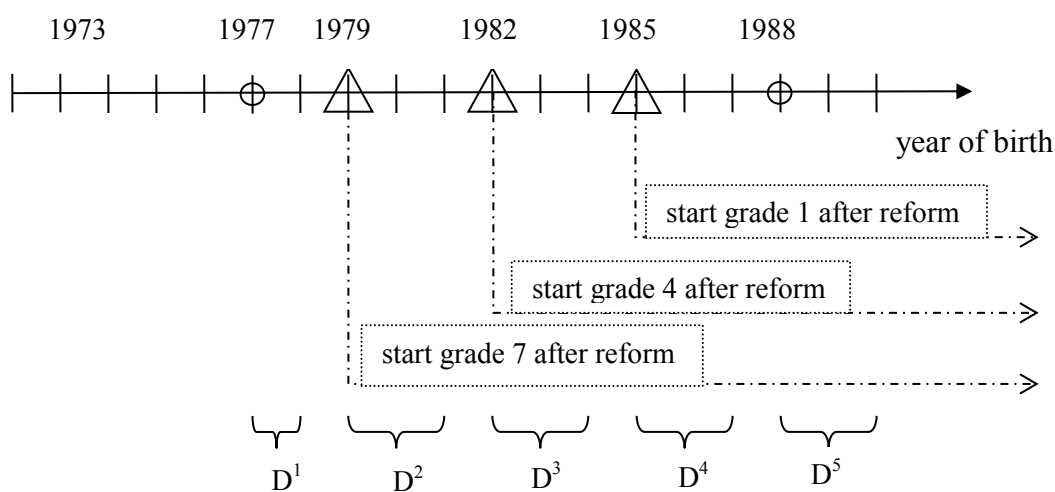 1973 1977 1979 1982 1985 1988
year of birth
start grade 1 after reform
start grade 4 after reform
start grade 7 after reform
D¹ D² D³ D⁴ D⁵